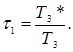 τ₁ = T₃* / T₃.